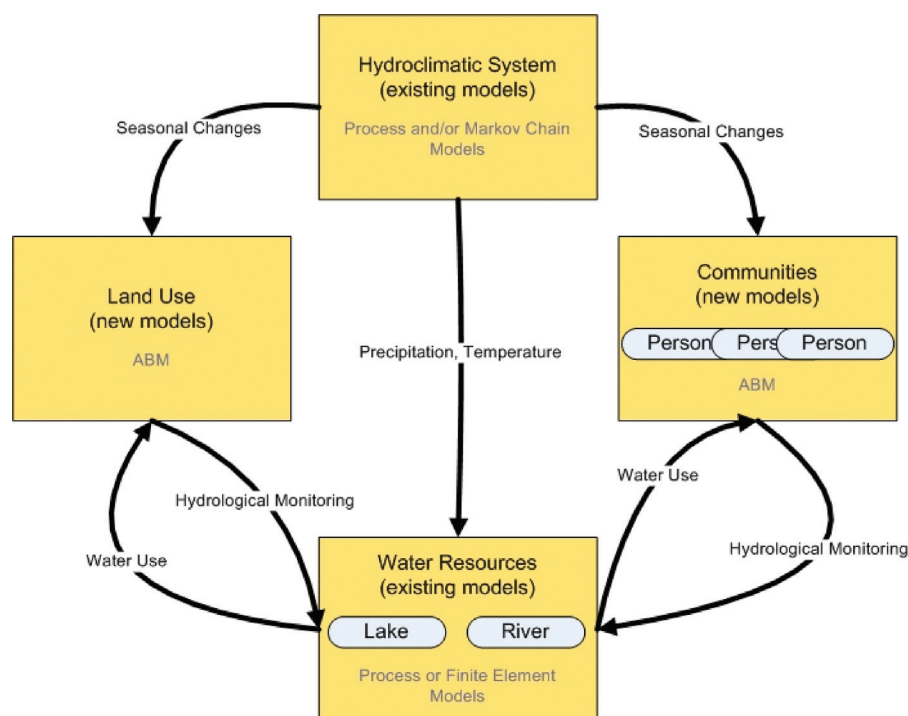 Hydroclimatic System
(existing models)
Process and/or Markov Chain
Models
Seasonal Changes
Seasonal Changes
Land Use
(new models)
ABM
Communities
(new models)
Person
Pers
Person
ABM
Precipitation, Temperature
Water Use
Hydrological Monitoring
Water Use
Hydrological Monitoring
Water Resources
(existing models)
Lake
River
Process or Finite Element
Models